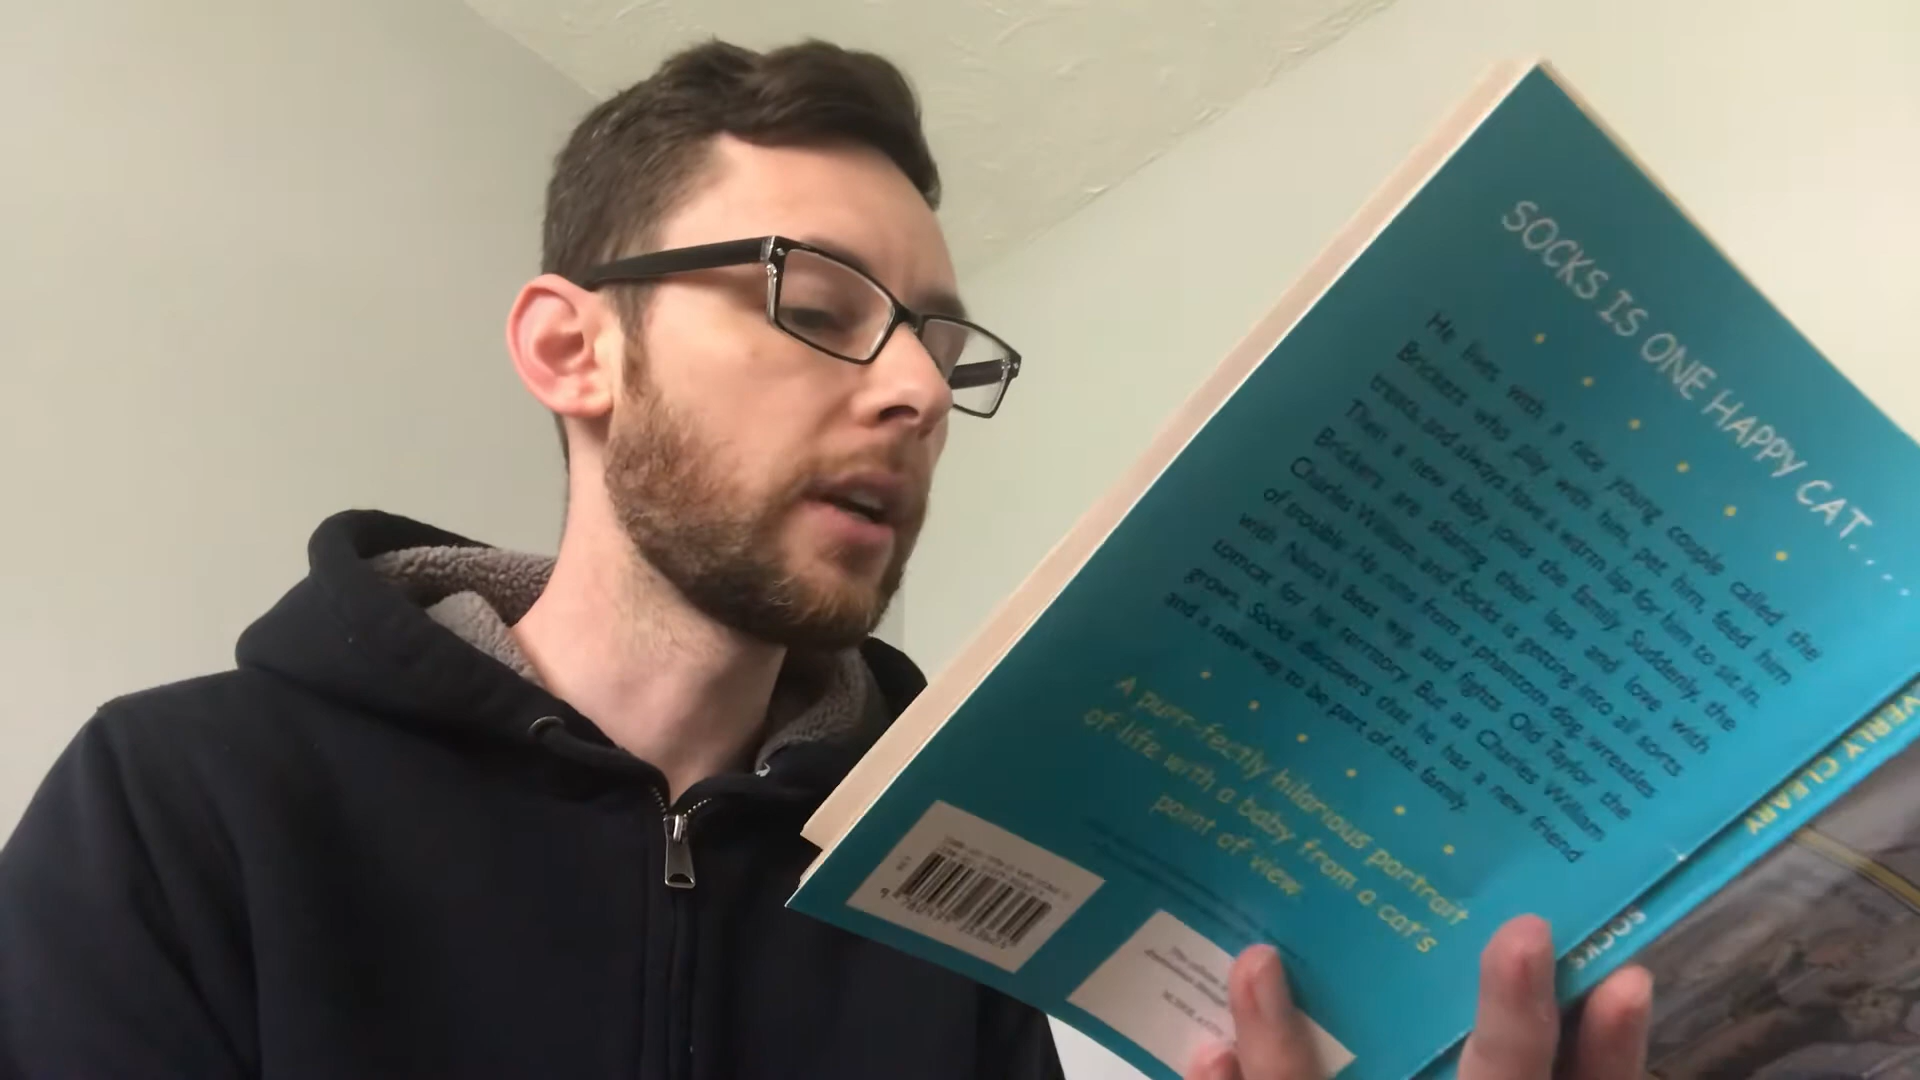 SOCKS IS ONE HAPPY CAT....
He lives with a nice young couple called the
Brickers who play with him, pet him, feed him
treats, and always have a warm lap for him to sit in.
Then a new baby joins the family. Suddenly, the
Brickers are sharing their laps and love with
Charles William, and Socks is getting into all sorts
of trouble. He runs from a phantom dog, wrestles
with Nana's best wig, and fights Old Taylor the
tomcat for his territory. But as Charles William
grows, Socks discovers that he has a new friend
and a new way to be part of the family.
A purr-fectly hilarious portrait
of life with a baby from a cat's
point of view.
VERLY CLEARY
SOCKS